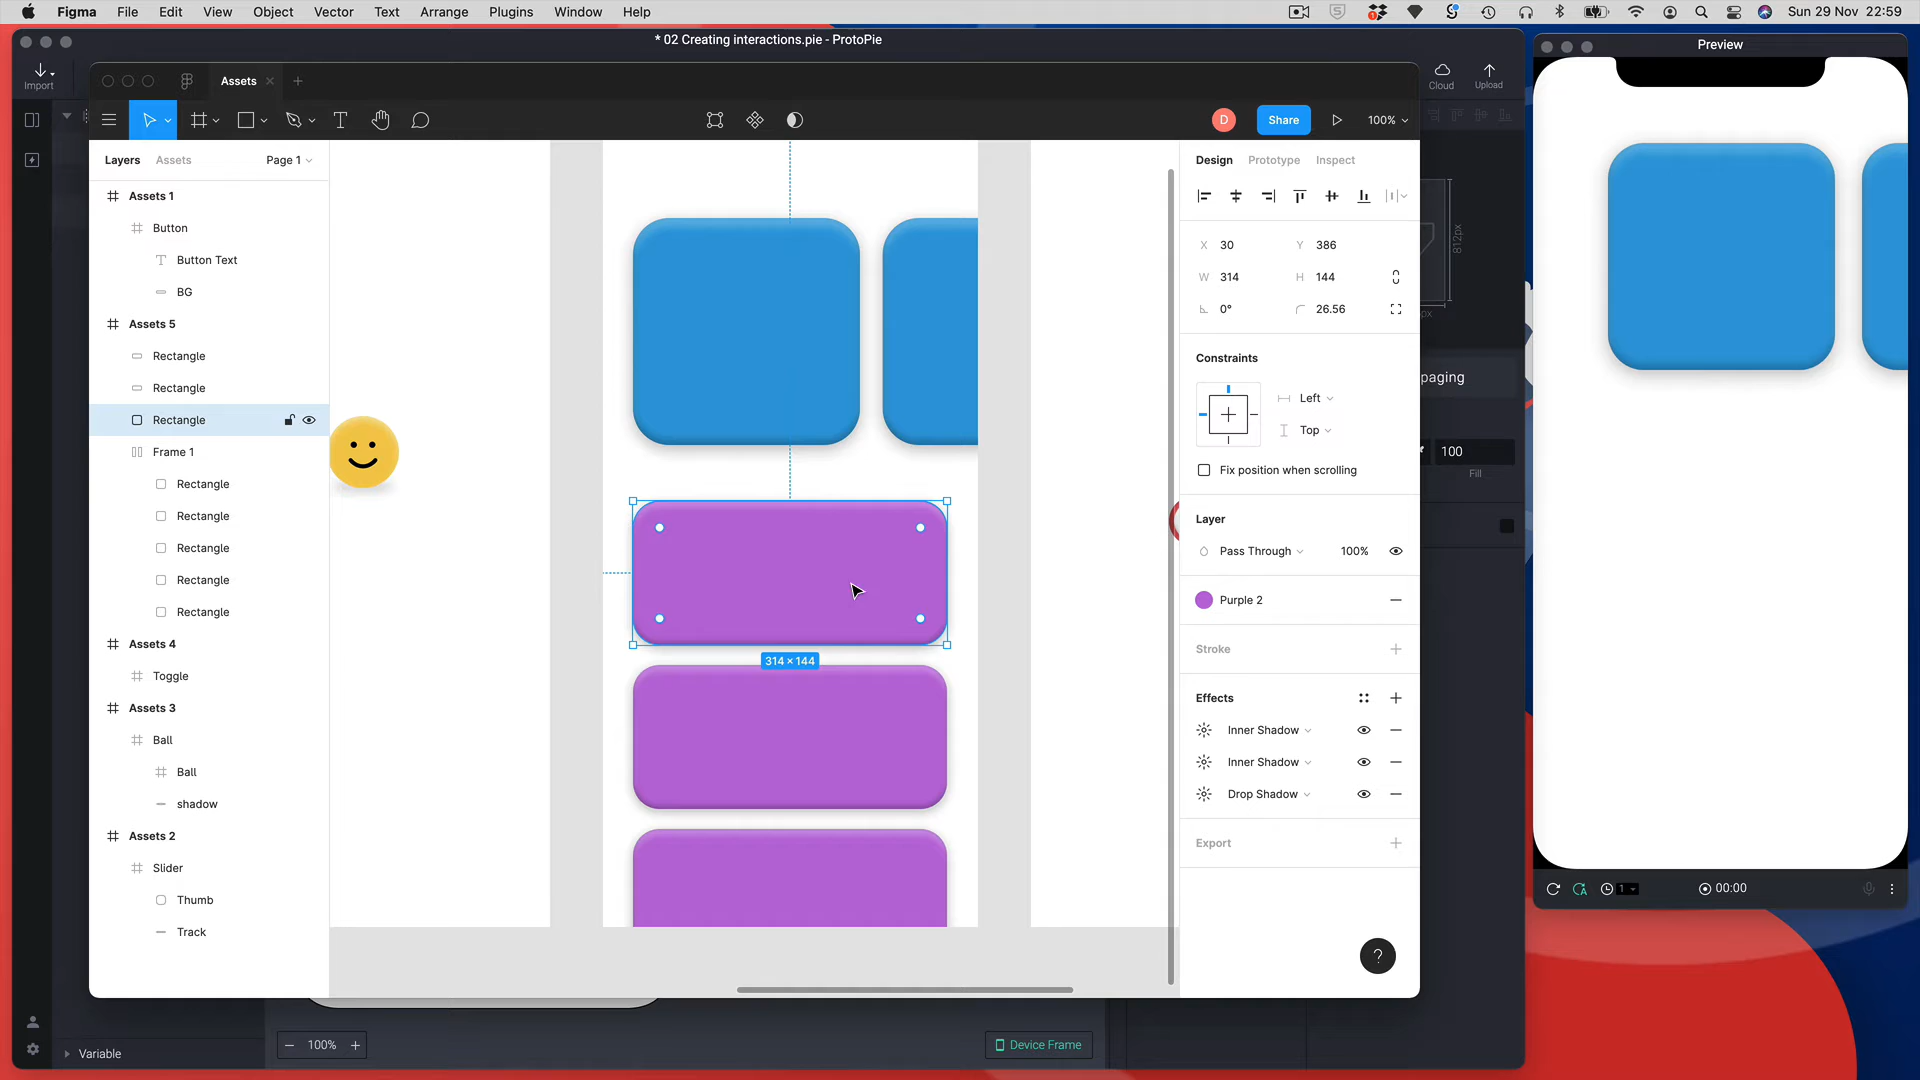 Figma File Edit View Object Vector Text Arrange Plugins Window Help
Sun 29 Nov 22:59
* 02 Creating interactions.pie - ProtoPie
Preview
Import
Assets
Cloud
Upload
T
D
Share
100%
Layers
Assets
Page 1
Design
Prototype
Inspect
Assets 1
Button
T Button Text
BG
Assets 5
Rectangle
Rectangle
Rectangle
Frame 1
Rectangle
Rectangle
Rectangle
Rectangle
Rectangle
Assets 4
Toggle
Assets 3
Ball
Ball
shadow
Assets 2
Slider
Thumb
Track
314 × 144
X 30
Y 386
W 314
H 144
0°
26.56
Constraints
Left
Top
Fix position when scrolling
Layer
Pass Through
100%
Purple 2
Stroke
Effects
Inner Shadow
Inner Shadow
Drop Shadow
Export
?
812px
px
paging
100
Fill
1
00:00
Variable
100%
Device Frame